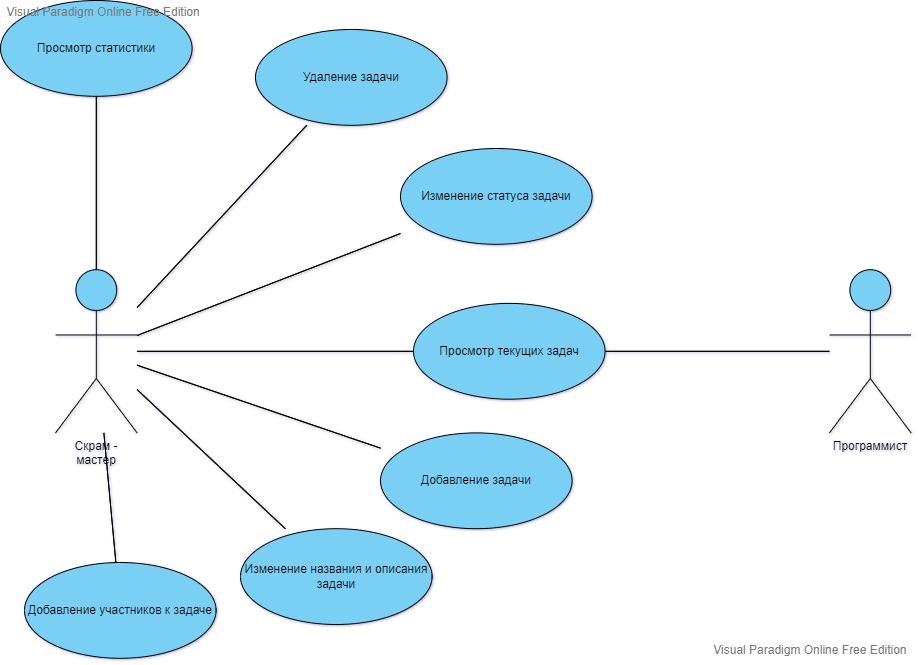 Visual Paradigm Online Free Edition
Просмотр статистики
Удаление задачи
Изменение статуса задачи
Просмотр текущих задач
Скрам -
мастер
Программист
Добавление задачи
Изменение названия и описания
задачи
Добавление участников к задаче
Visual Paradigm Online Free Edition